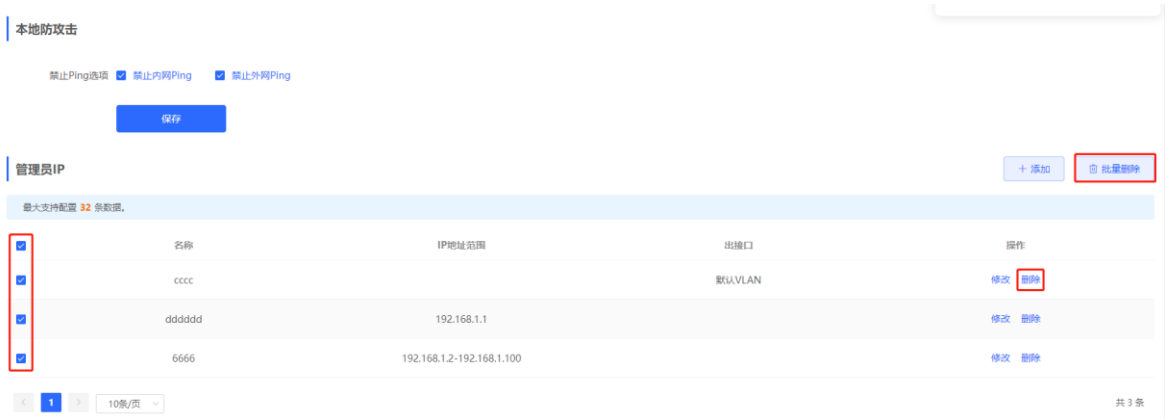 本地防攻击
禁止Ping选项 禁止内网Ping 禁止外网Ping
保存
管理员IP + 添加 批量删除
最大支持配置 32 条数据。
名称 IP地址范围 出接口 操作
cccc 默认VLAN 修改 删除
dddddd 192.168.1.1 修改 删除
6666 192.168.1.2-192.168.1.100 修改 删除
< 1 > 10条/页 共 3 条